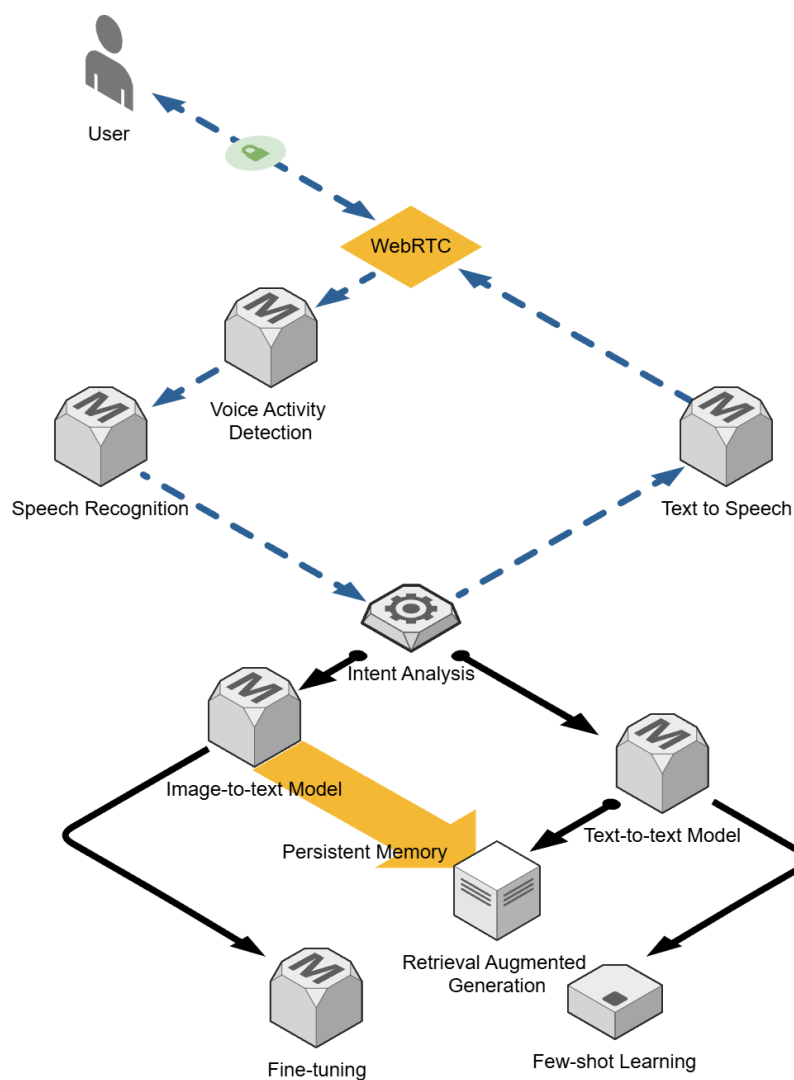 User
WebRTC
M
Voice Activity
Detection
M
Speech Recognition
M
Text to Speech
Intent Analysis
M
Image-to-text Model
M
Text-to-text Model
Persistent Memory
Retrieval Augmented
Generation
M
Fine-tuning
Few-shot Learning